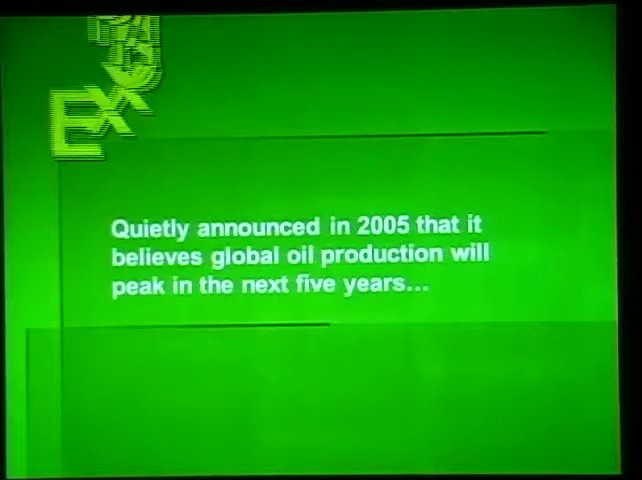 Quietly announced in 2005 that it
believes global oil production will
peak in the next five years...